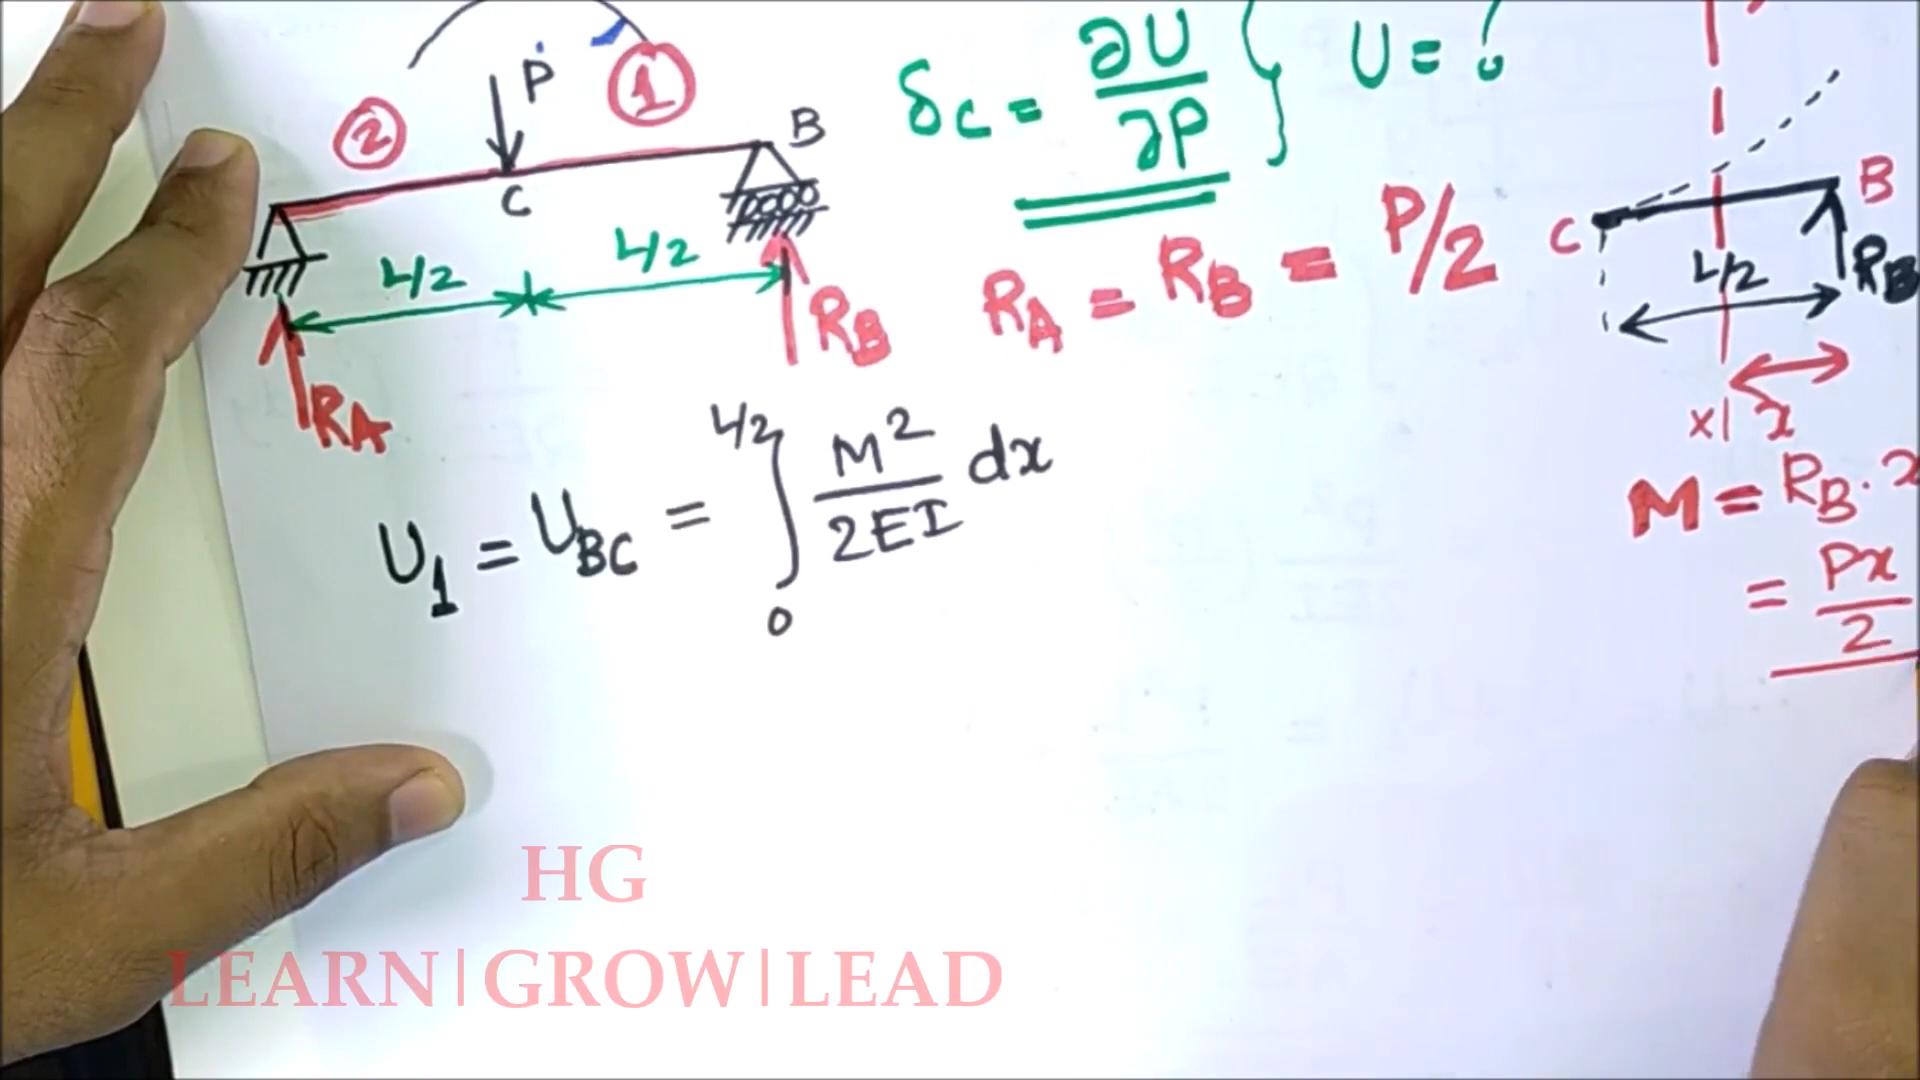 P
①
②
B
C
L/2
L/2
RA
RB
δC = ∂U/∂P } U = ?
RA = RB = P/2
C
B
L/2
RB
x
x
M = RB.x
= Px/2
U1 = UBC = ∫₀^{L/2} M²/2EI dx
HG
LEARN|GROW|LEAD